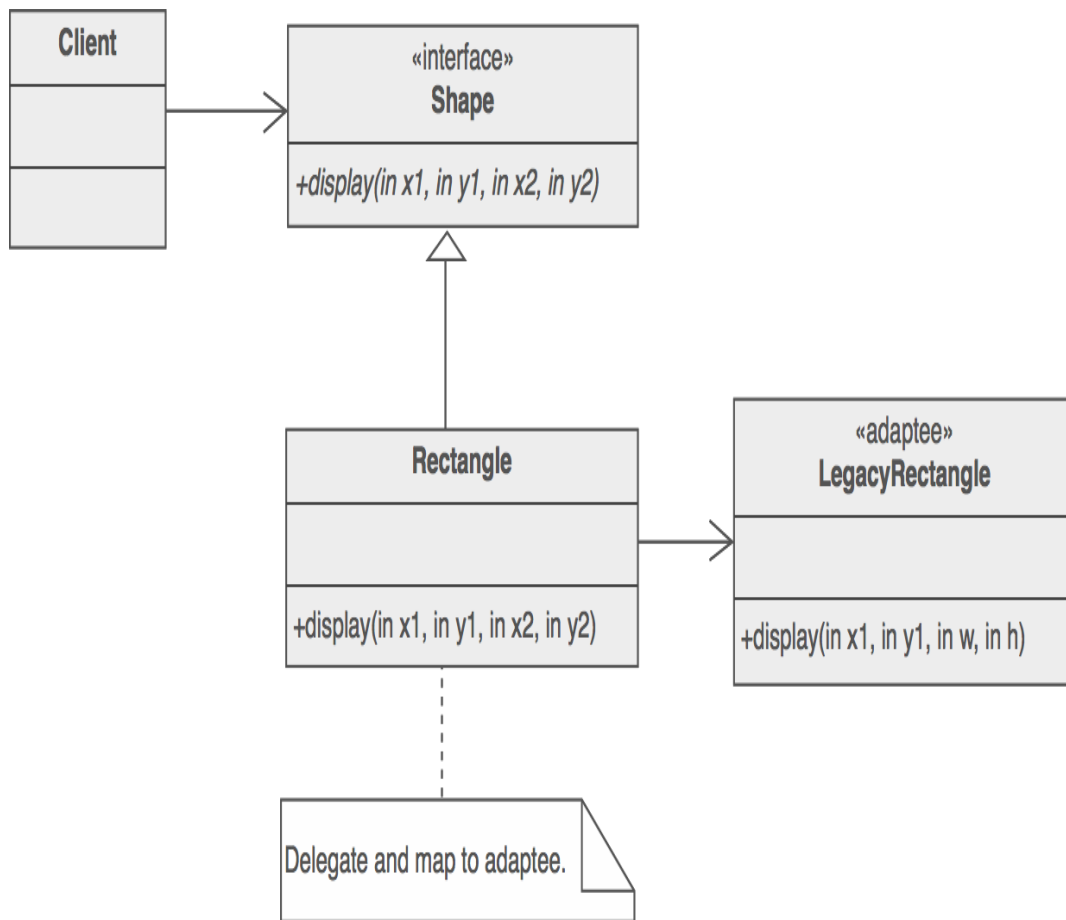 Client
«interface»
Shape
+display(in x1, in y1, in x2, in y2)
Rectangle
+display(in x1, in y1, in x2, in y2)
«adaptee»
LegacyRectangle
+display(in x1, in y1, in w, in h)
Delegate and map to adaptee.